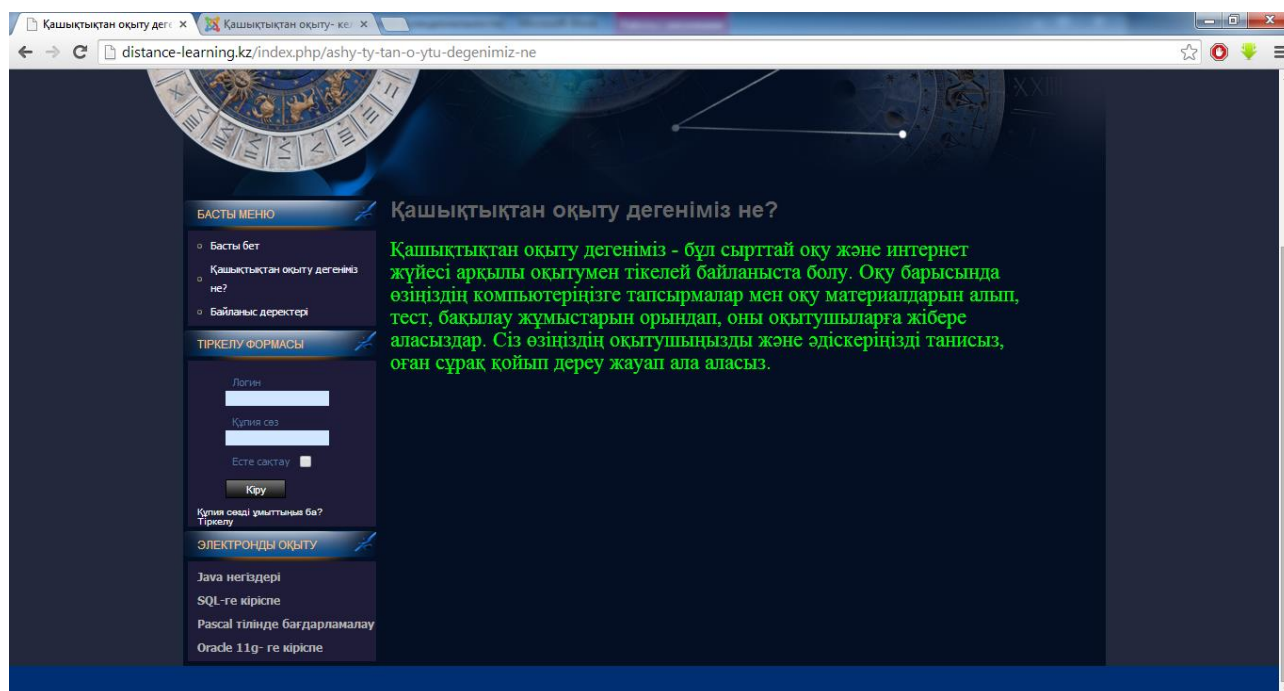 Қашықтықтан оқыту деге
Қашықтықтан оқыту- ке
distance-learning.kz/index.php/ashy-ty-tan-o-ytu-degenimiz-ne
XXIII
БАСТЫ МЕНЮ
Басты бет
Қашықтықтан оқыту дегеніміз
не?
Байланыс деректері
ТІРКЕЛУ ФОРМАСЫ
Логин
Құпия сөз
Есте сақтау
Кіру
Құпия сөзді ұмыттыңыз ба?
Тіркелу
ЭЛЕКТРОНДЫ ОҚЫТУ
Java негіздері
SQL-ге кіріспе
Pascal тілінде бағдарламалау
Oracle 11g- ге кіріспе
Қашықтықтан оқыту дегеніміз не?
Қашықтықтан оқыту дегеніміз - бұл сырттай оқу және интернет
жүйесі арқылы оқытумен тікелей байланыста болу. Оқу барысында
өзіңіздің компьютеріңізге тапсырмалар мен оқу материалдарын алып,
тест, бақылау жұмыстарын орындап, оны оқытушыларға жібере
аласыздар. Сіз өзіңіздің оқытушыңызды және әдіскеріңізді танисыз,
оған сұрақ қойып дереу жауап ала аласыз.